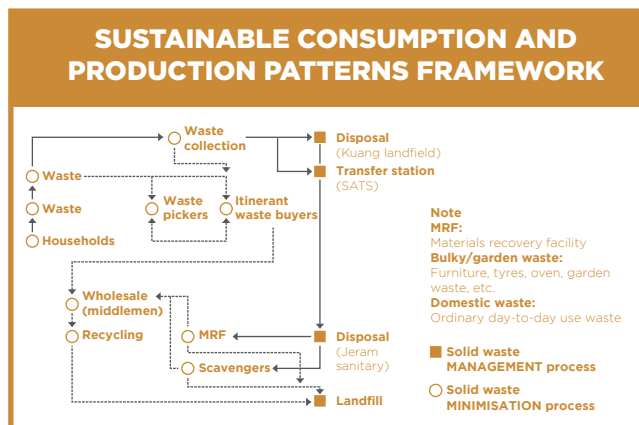 SUSTAINABLE CONSUMPTION AND
PRODUCTION PATTERNS FRAMEWORK
Waste
collection
Disposal
(Kuang landfield)
Transfer station
(SATS)
Waste
Waste
pickers
Itinerant
waste buyers
Waste
Households
Note
MRF:
Materials recovery facility
Bulky/garden waste:
Furniture, tyres, oven, garden
waste, etc.
Domestic waste:
Ordinary day-to-day use waste
Wholesale
(middlemen)
Recycling
MRF
Disposal
(Jeram
sanitary)
Scavengers
Landfill
Solid waste
MANAGEMENT process
Solid waste
MINIMISATION process